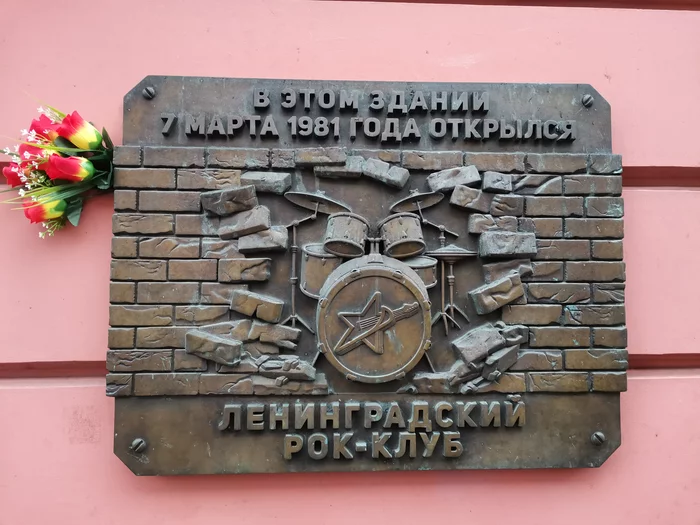 В ЭТОМ ЗДАНИИ
7 МАРТА 1981 ГОДА ОТКРЫЛСЯ
ЛЕНИНГРАДСКИЙ
РОК-КЛУБ